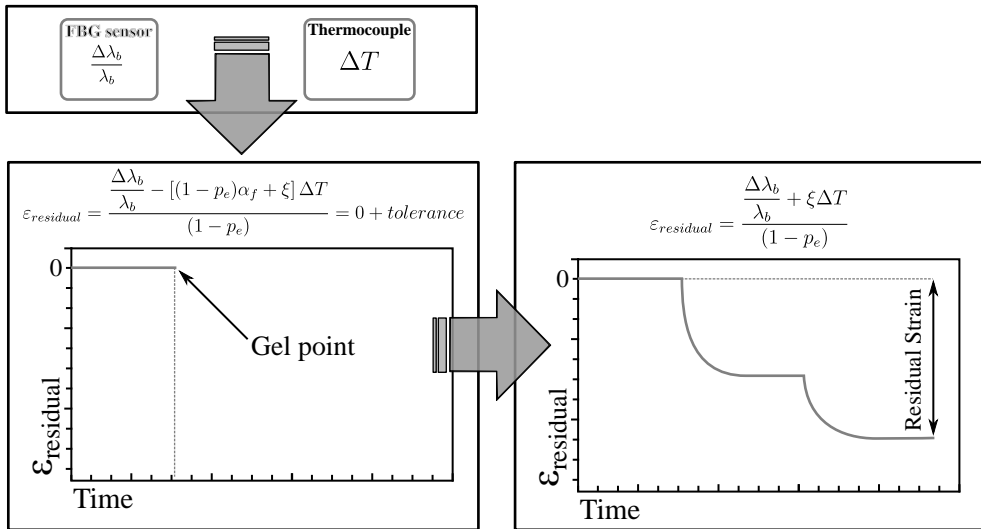 FBG sensor
Δλ_b / λ_b
Thermocouple
ΔT
ε_residual = (Δλ_b / λ_b − [(1 − p_e)α_f + ξ] ΔT) / (1 − p_e) = 0 + tolerance
0
Gel point
ε_residual
Time
ε_residual = (Δλ_b / λ_b + ξΔT) / (1 − p_e)
0
Residual Strain
ε_residual
Time